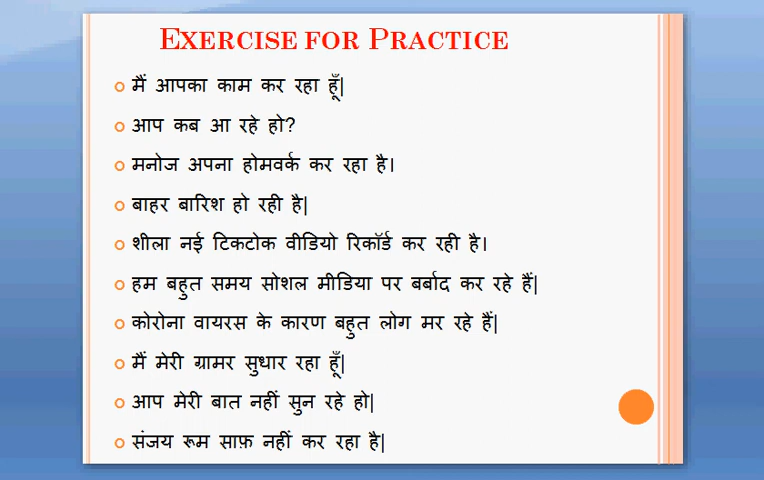 EXERCISE FOR PRACTICE
मैं आपका काम कर रहा हूँ|
आप कब आ रहे हो?
मनोज अपना होमवर्क कर रहा है।
बाहर बारिश हो रही है|
शीला नई टिकटोक वीडियो रिकॉर्ड कर रही है।
हम बहुत समय सोशल मीडिया पर बर्बाद कर रहे हैं|
कोरोना वायरस के कारण बहुत लोग मर रहे हैं|
मैं मेरी ग्रामर सुधार रहा हूँ|
आप मेरी बात नहीं सुन रहे हो|
संजय रूम साफ़ नहीं कर रहा है|